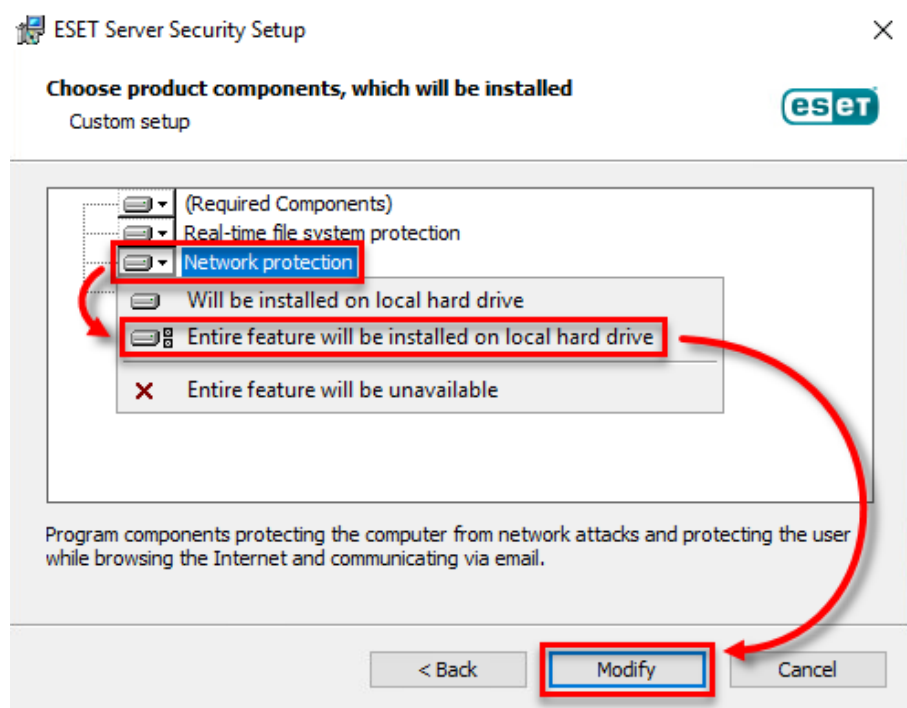 ESET Server Security Setup
Choose product components, which will be installed
Custom setup
eset
(Required Components)
Real-time file system protection
Network protection
Will be installed on local hard drive
Entire feature will be installed on local hard drive
Entire feature will be unavailable
Program components protecting the computer from network attacks and protecting the user
while browsing the Internet and communicating via email.
< Back
Modify
Cancel